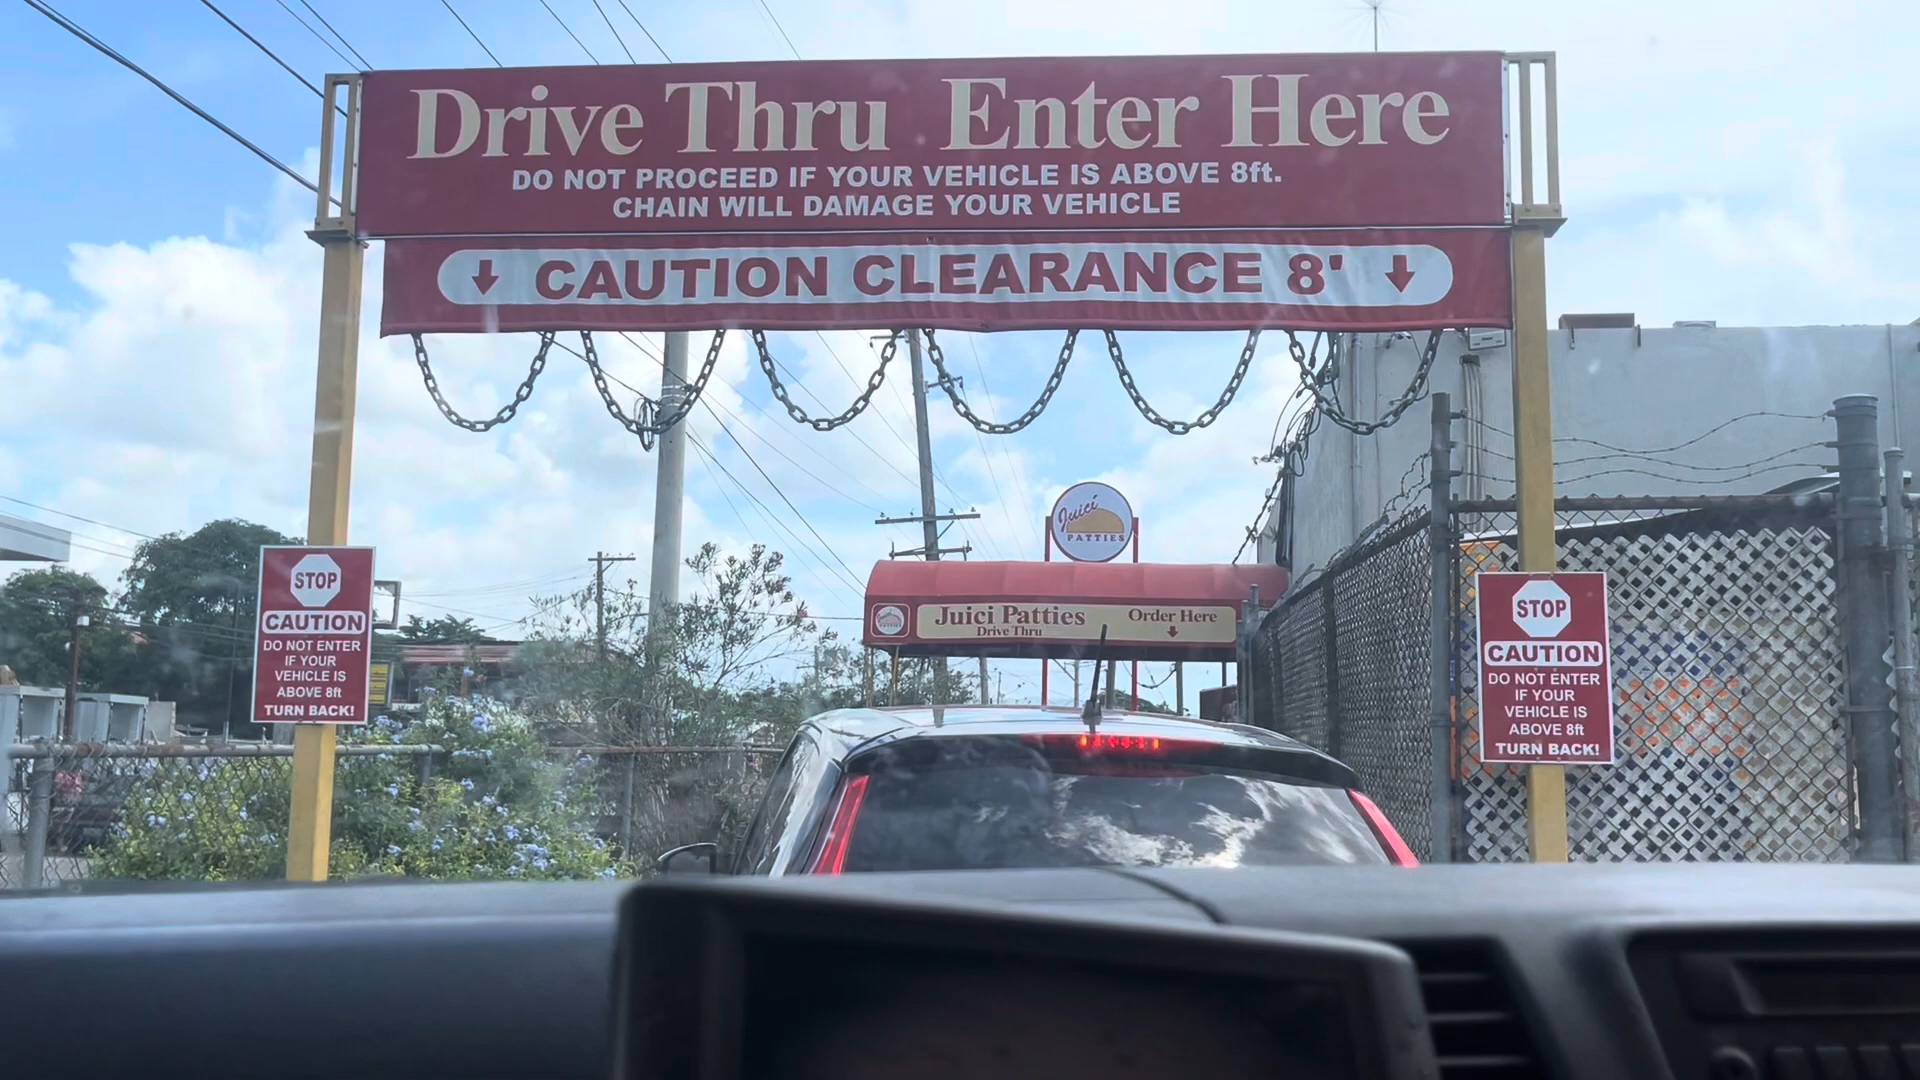 Drive Thru Enter Here
DO NOT PROCEED IF YOUR VEHICLE IS ABOVE 8ft.
CHAIN WILL DAMAGE YOUR VEHICLE
CAUTION CLEARANCE 8'
Juici
PATTIES
Juici Patties
Drive Thru
Order Here
STOP
CAUTION
DO NOT ENTER
IF YOUR
VEHICLE IS
ABOVE 8ft
TURN BACK!
STOP
CAUTION
DO NOT ENTER
IF YOUR
VEHICLE IS
ABOVE 8ft
TURN BACK!